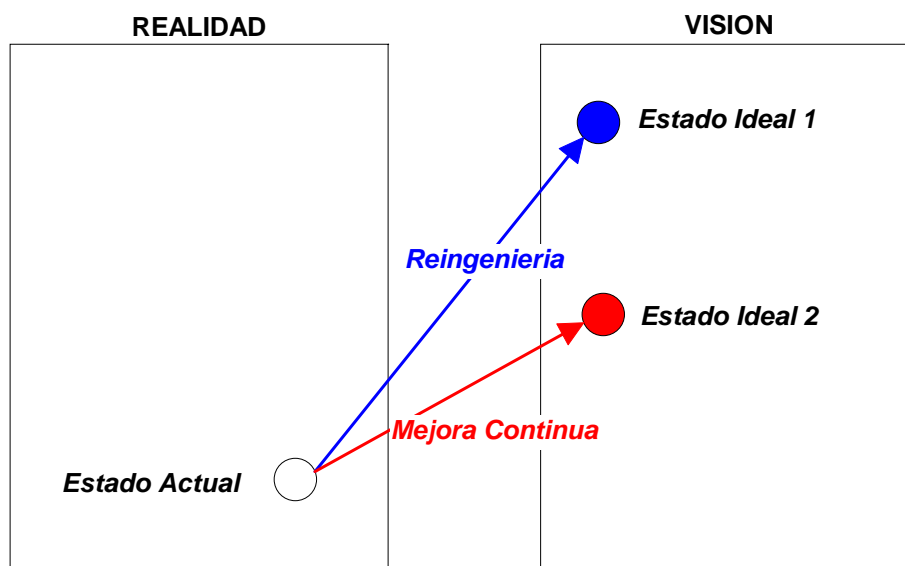 REALIDAD
VISION
Estado Ideal 1
Reingenieria
Estado Ideal 2
Mejora Continua
Estado Actual